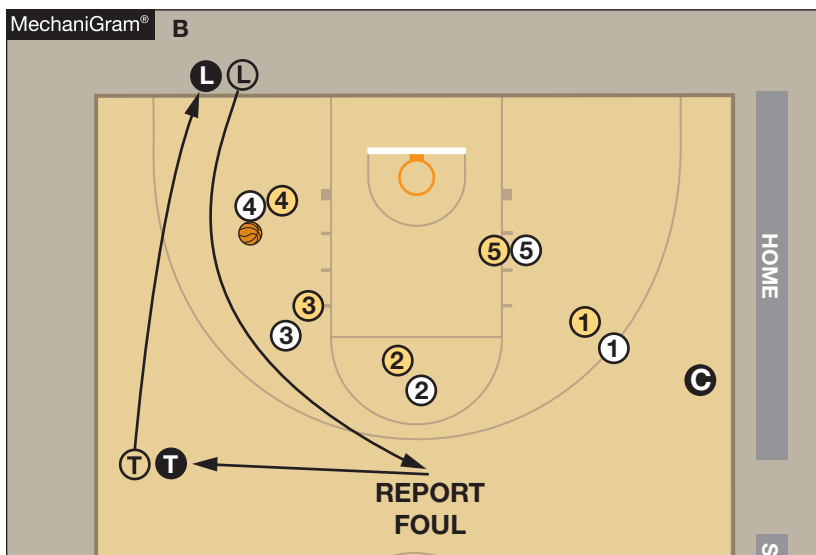 MechaniGram® B
L L
4 4
5 5
3
3
1
1
2
2
C
T T
REPORT
FOUL
HOME
S